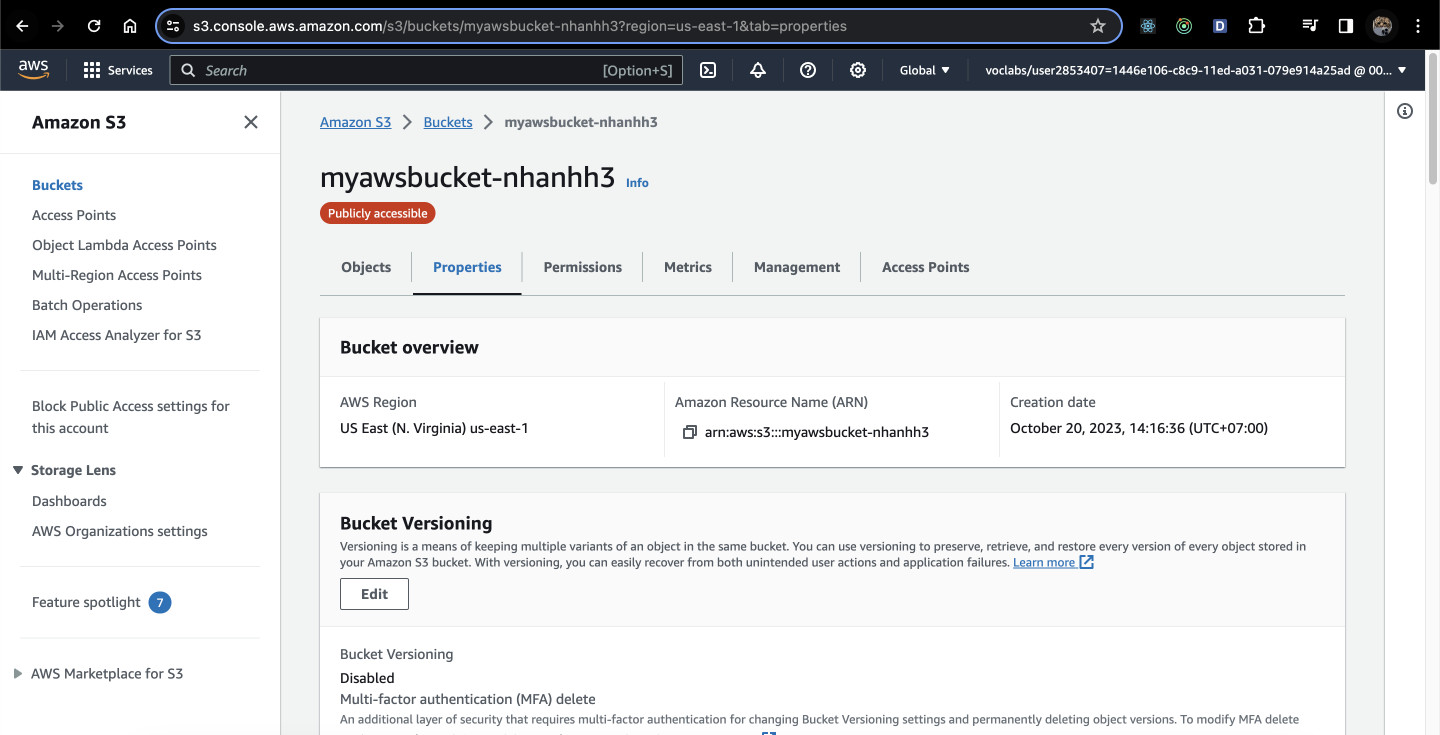 s3.console.aws.amazon.com/s3/buckets/myawsbucket-nhanhh3?region=us-east-1&tab=properties
aws
Services
Search
[Option+S]
Global
voclabs/user2853407=1446e106-c8c9-11ed-a031-079e914a25ad @ 00...
Amazon S3
Buckets
Access Points
Object Lambda Access Points
Multi-Region Access Points
Batch Operations
IAM Access Analyzer for S3
Block Public Access settings for
this account
Storage Lens
Dashboards
AWS Organizations settings
Feature spotlight 7
AWS Marketplace for S3
Amazon S3 > Buckets > myawsbucket-nhanhh3
myawsbucket-nhanhh3 Info
Publicly accessible
Objects
Properties
Permissions
Metrics
Management
Access Points
Bucket overview
AWS Region
US East (N. Virginia) us-east-1
Amazon Resource Name (ARN)
arn:aws:s3:::myawsbucket-nhanhh3
Creation date
October 20, 2023, 14:16:36 (UTC+07:00)
Bucket Versioning
Versioning is a means of keeping multiple variants of an object in the same bucket. You can use versioning to preserve, retrieve, and restore every version of every object stored in
your Amazon S3 bucket. With versioning, you can easily recover from both unintended user actions and application failures. Learn more
Edit
Bucket Versioning
Disabled
Multi-factor authentication (MFA) delete
An additional layer of security that requires multi-factor authentication for changing Bucket Versioning settings and permanently deleting object versions. To modify MFA delete